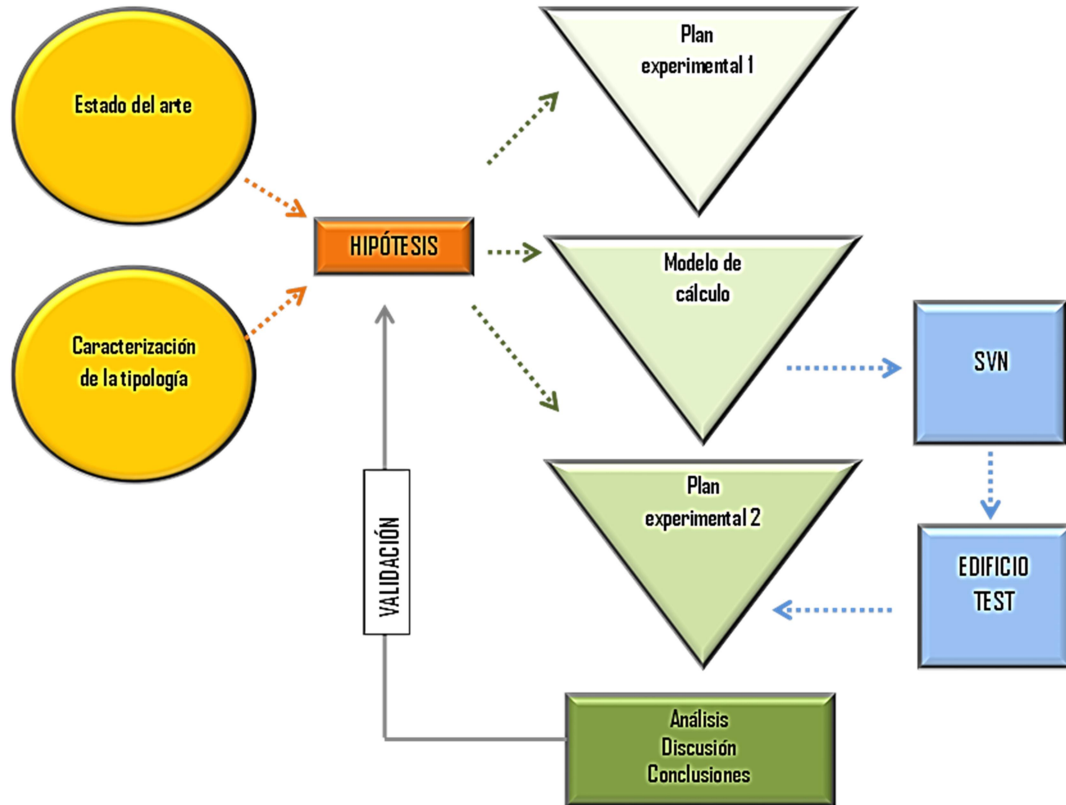 Estado del arte
Caracterización
de la tipología
HIPÓTESIS
Plan
experimental 1
Modelo de
cálculo
Plan
experimental 2
SVN
EDIFICIO
TEST
VALIDACIÓN
Análisis
Discusión
Conclusiones